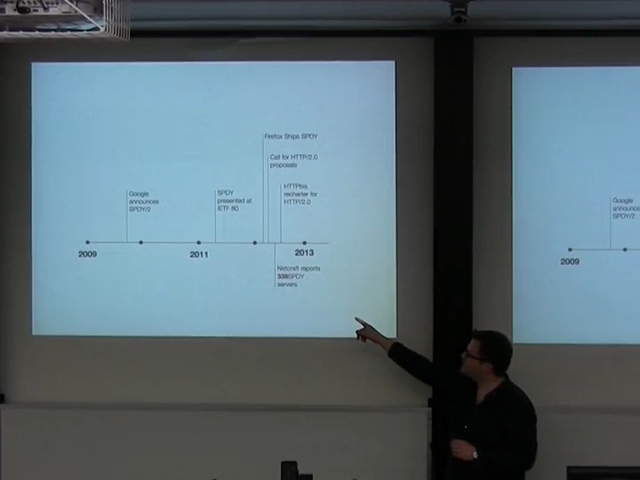 Firefox Ships SPDY
Call for HTTP/2.0
proposals
Google
announces
SPDY/2
SPDY
presented at
IETF 80
HTTPbis
recharter for
HTTP/2.0
2009
2011
2013
Netcraft reports
336SPDY
servers
Google
announces
SPDY/2
2009